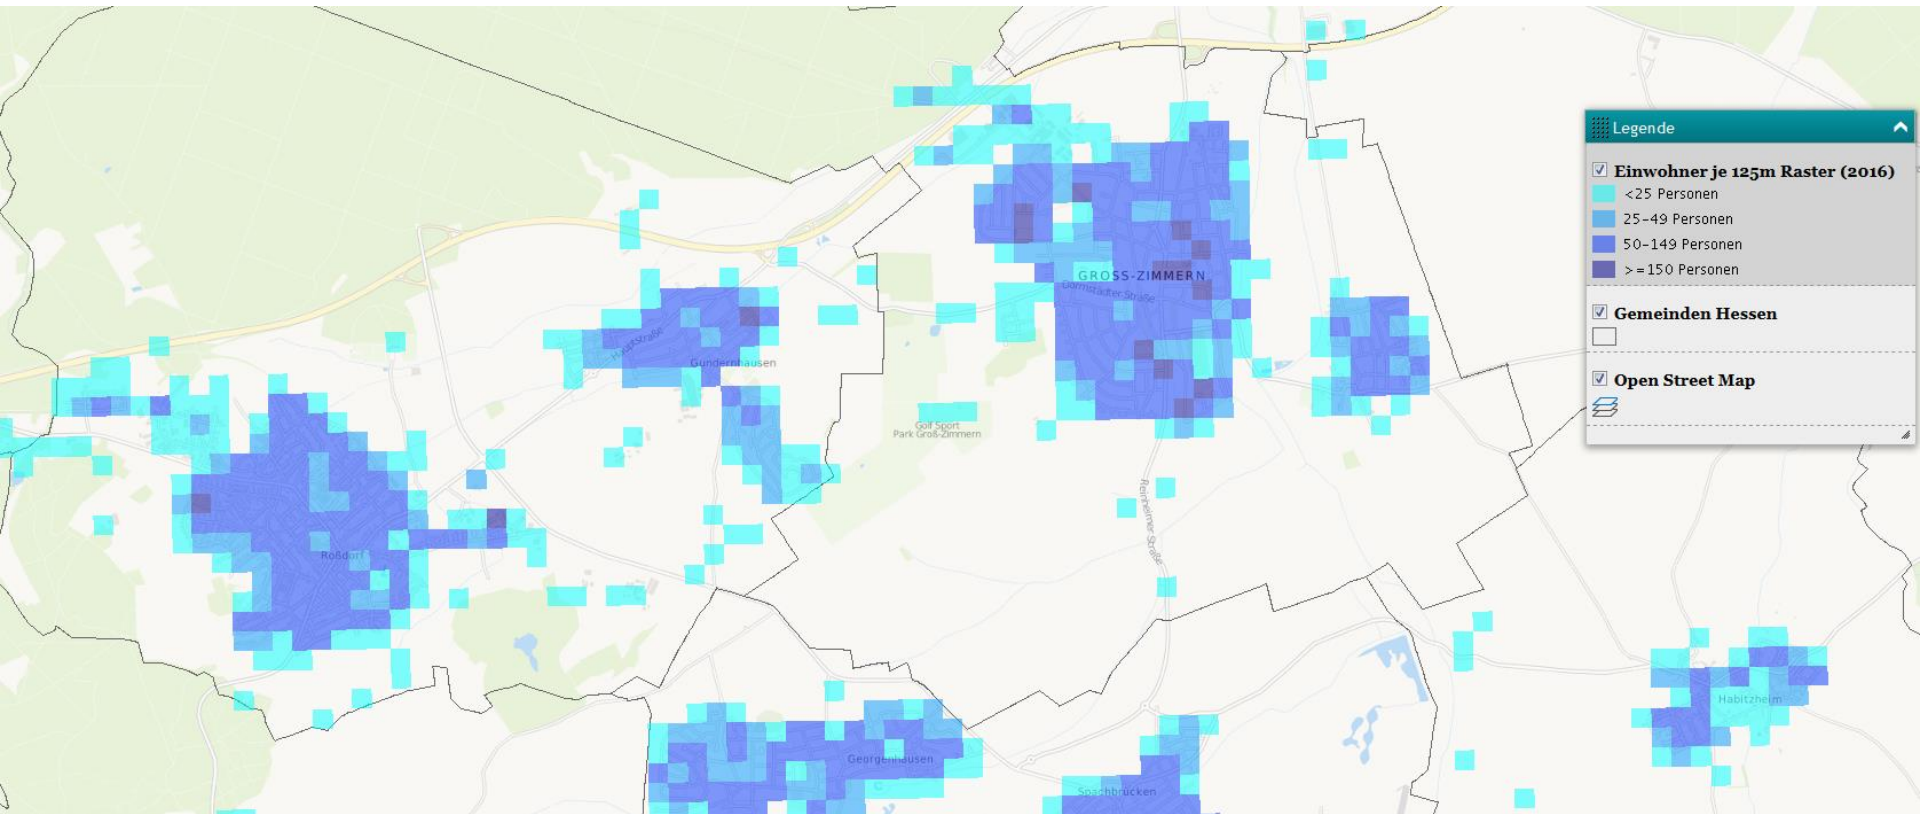 Legende
Einwohner je 125m Raster (2016)
<25 Personen
25-49 Personen
50-149 Personen
>=150 Personen
Gemeinden Hessen
Open Street Map
GROSS-ZIMMERN
Darmstädter Straße
Hauptstraße
Gundernhausen
Golf Sport
Park Groß-Zimmern
Reinheimer Straße
Roßdorf
Habitzheim
Georgenhausen
Spachbrücken